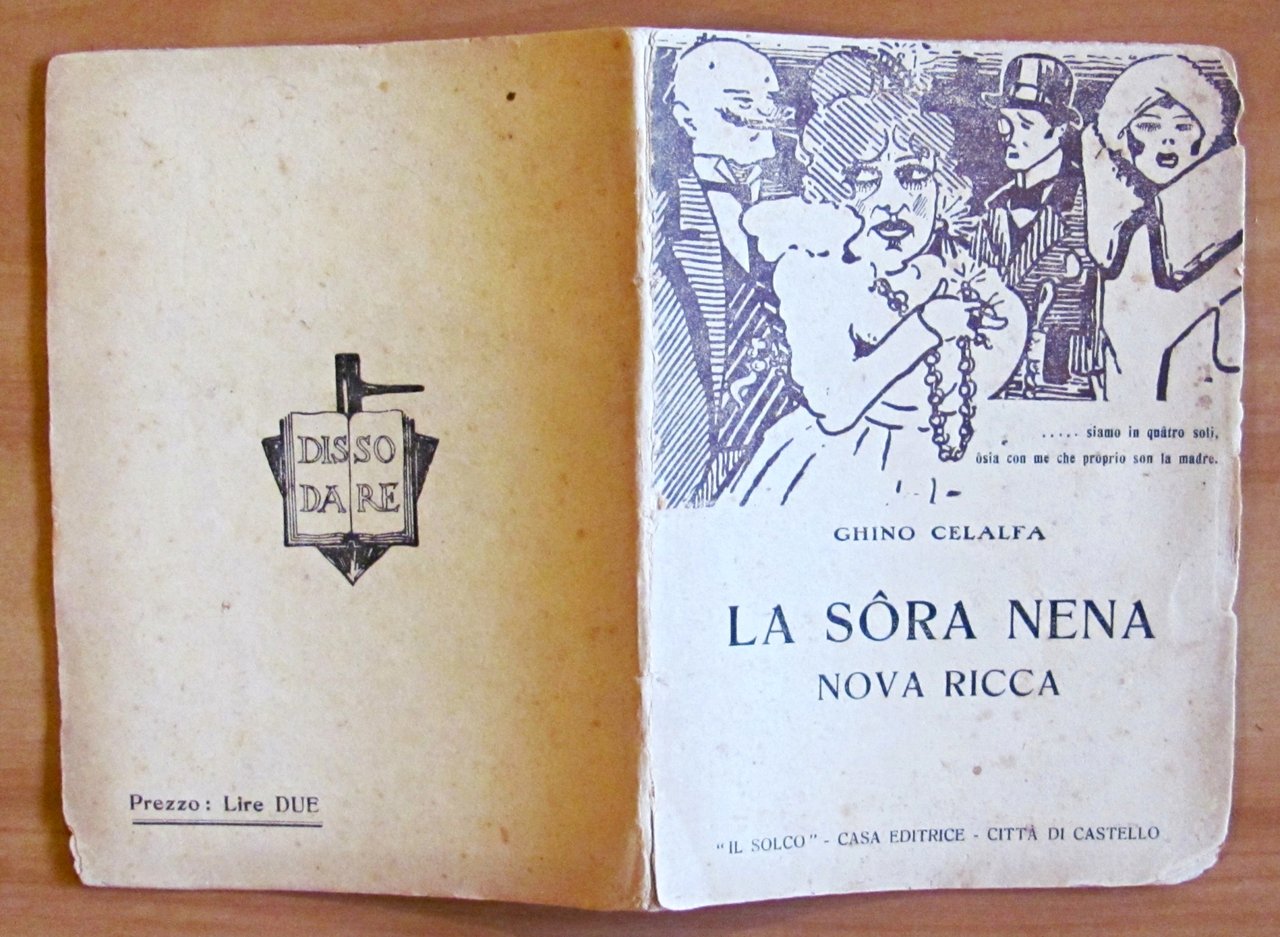 DISSO
DARE
Prezzo: Lire DUE
..... siamo in quâtro soli,
ôsia con me che proprio son la madre.
GHINO CELALFA
LA SÔRA NENA
NOVA RICCA
"IL SOLCO" - CASA EDITRICE - CITTÀ DI CASTELLO